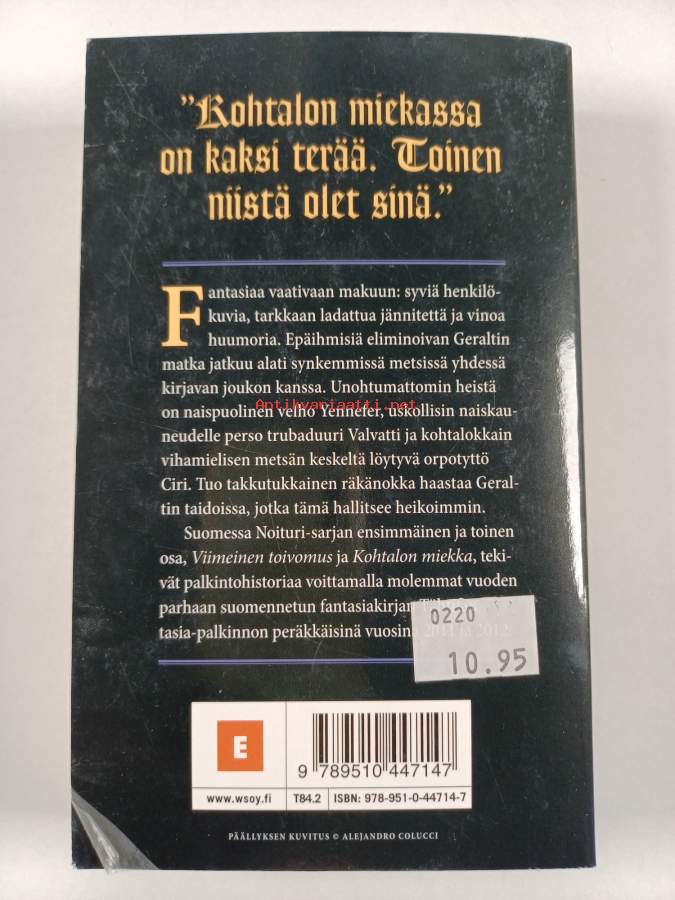 ”Kohtalon miekassa
on kaksi terää. Toinen
niistä olet sinä.”
Fantasiaa vaativaan makuun: syviä henkilö-
kuvia, tarkkaan ladattua jännitettä ja vinoa
huumoria. Epäihmisiä eliminoivan Geraltin
matka jatkuu alati synkemmissä metsissä yhdessä
kirjavan joukon kanssa. Unohtumattomin heistä
Antikvariaatti.net
on naispuolinen velho Yennefer, uskollisin naiskau-
neudelle perso trubaduuri Valvatti ja kohtalokkain
vihamielisen metsän keskeltä löytyvä orpotyttö
Ciri. Tuo takkutukkainen räkänokka haastaa Geral-
tin taidoissa, jotka tämä hallitsee heikoimmin.
Suomessa Noituri-sarjan ensimmäinen ja toinen
osa, Viimeinen toivomus ja Kohtalon miekka, teki-
vät palkintohistoriaa voittamalla molemmat vuoden
parhaan suomennetun fantasiakirjan
tasia-palkinnon peräkkäisinä vuosina 2011 ja 2012.
0220
10.95
E
9 789510 447147
www.wsoy.fi T84.2 ISBN: 978-951-0-44714-7
PÄÄLLYKSEN KUVITUS © ALEJANDRO COLUCCI